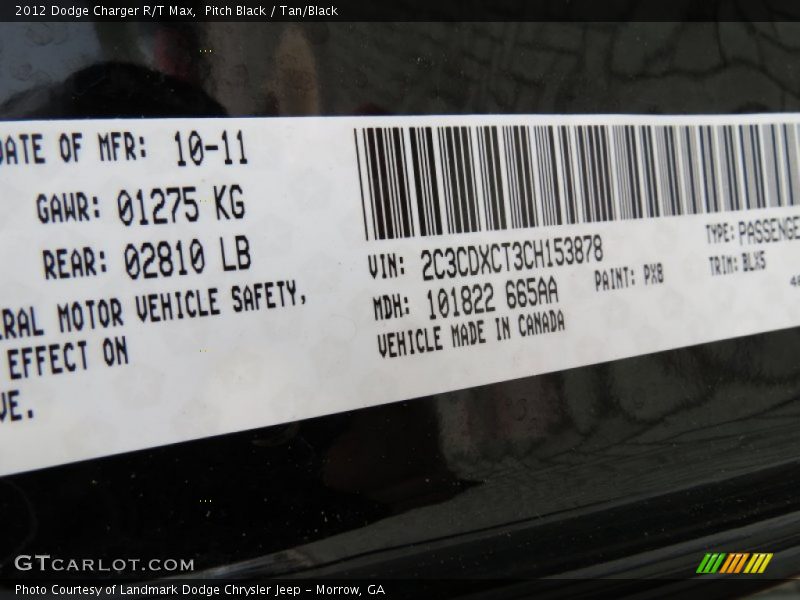 2012 Dodge Charger R/T Max, Pitch Black / Tan/Black
DATE OF MFR: 10-11
GAWR: 01275 KG
REAR: 02810 LB
MOTOR VEHICLE SAFETY,
EFFECT ON
VIN: 2C3CDXCT3CH153878
TYPE: PASSENGE
MDH: 101822 665AA
PAINT: PX8
TRIM: BLX5
VEHICLE MADE IN CANADA
GTCARLOT.COM
Photo Courtesy of Landmark Dodge Chrysler Jeep – Morrow, GA